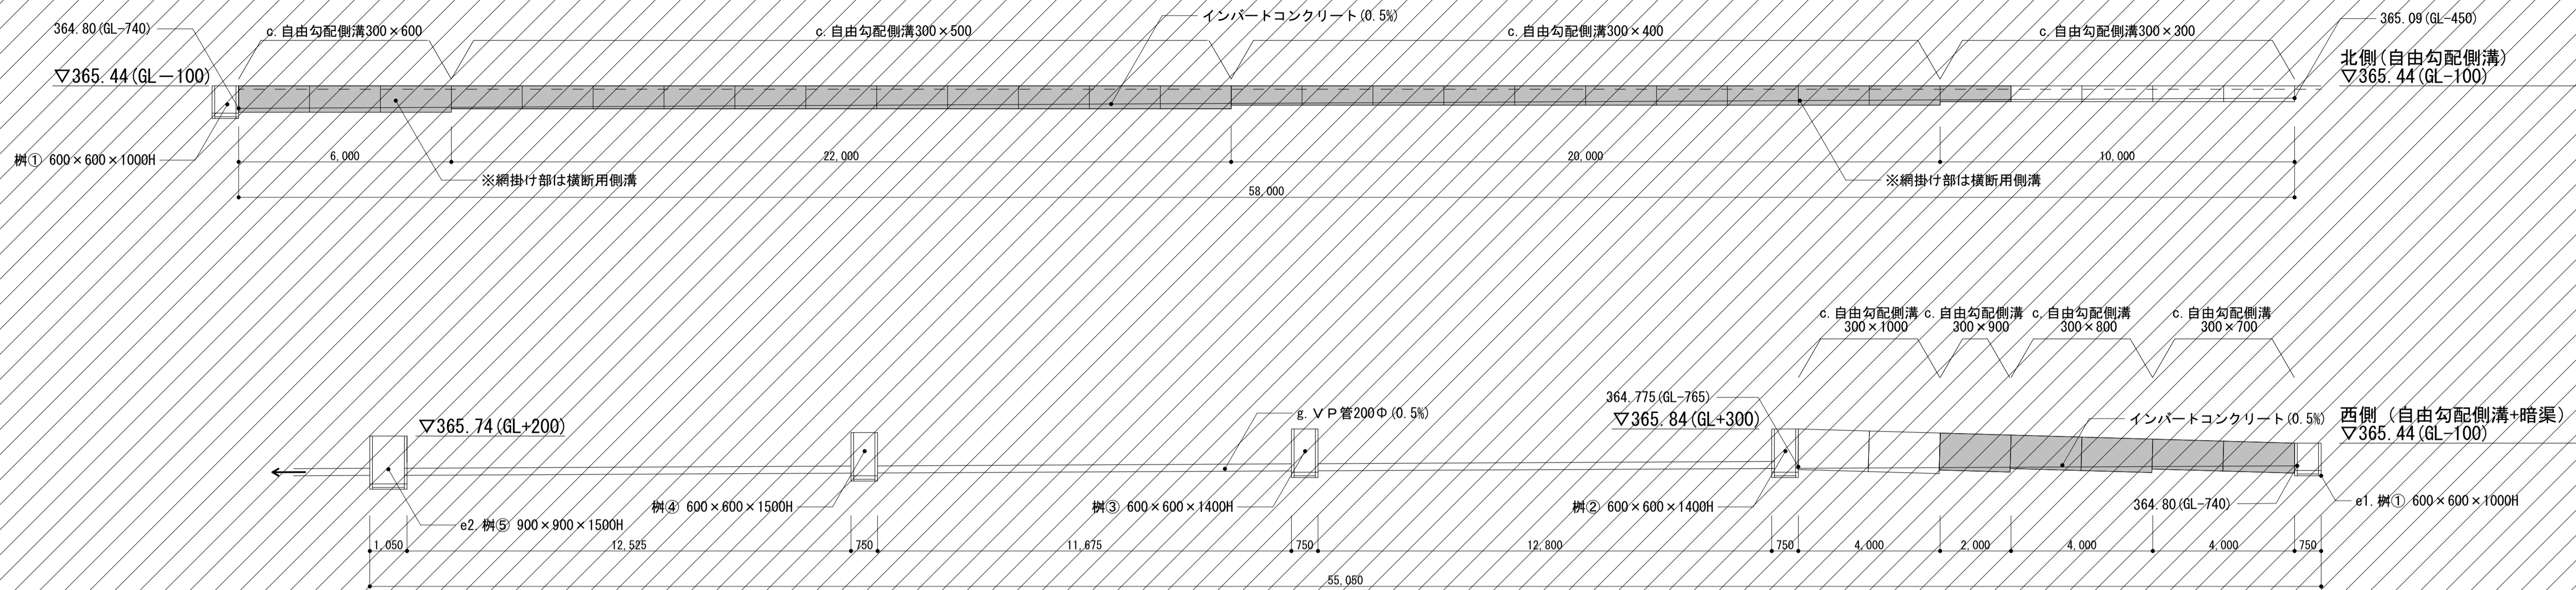 364.80(GL-740)
c.自由勾配側溝300×600
c.自由勾配側溝300×500
インバートコンクリート(0.5%)
c.自由勾配側溝300×400
c.自由勾配側溝300×300
365.09(GL-450)
▽365.44(GL－100)
北側(自由勾配側溝)
▽365.44(GL-100)
桝① 600×600×1000H
6,000
22,000
20,000
10,000
※網掛け部は横断用側溝
※網掛け部は横断用側溝
58,000
c.自由勾配側溝
300×1000
c.自由勾配側溝
300×900
c.自由勾配側溝
300×800
c.自由勾配側溝
300×700
▽365.74(GL+200)
g.ＶＰ管200Φ(0.5%)
364.775(GL-765)
▽365.84(GL+300)
インバートコンクリート(0.5%)
西側（自由勾配側溝+暗渠）
▽365.44(GL-100)
e2.桝⑤ 900×900×1500H
桝④ 600×600×1500H
桝③ 600×600×1400H
桝② 600×600×1400H
364.80(GL-740)
e1.桝① 600×600×1000H
1,050
12,525
750
11,675
750
12,800
750
4,000
2,000
4,000
4,000
750
55,050